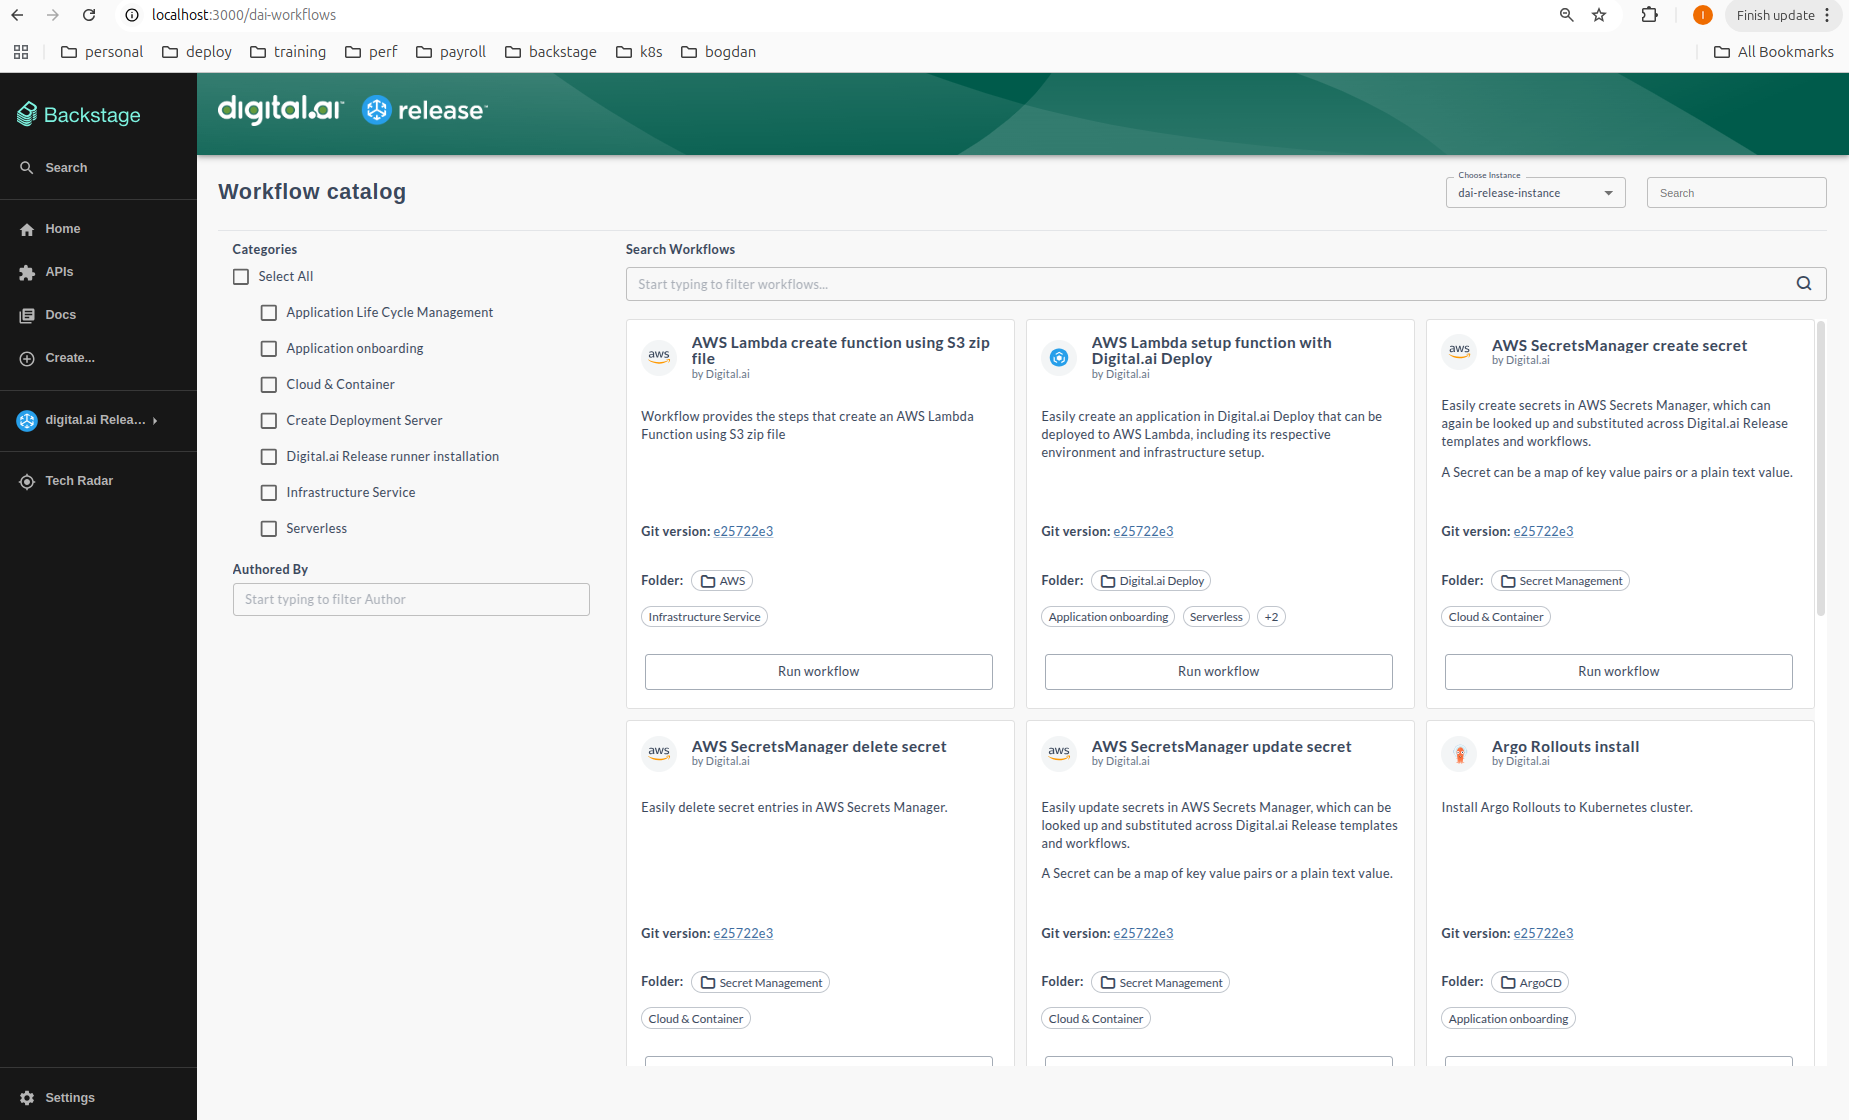 localhost:3000/dai-workflows
Finish update
personal
deploy
training
perf
payroll
backstage
k8s
bogdan
All Bookmarks
Backstage
Search
Home
APIs
Docs
Create...
digital.ai Relea...
Tech Radar
Settings
digital.ai™ release™
Workflow catalog
Choose Instance
dai-release-instance
Search
Categories
Select All
Application Life Cycle Management
Application onboarding
Cloud & Container
Create Deployment Server
Digital.ai Release runner installation
Infrastructure Service
Serverless
Authored By
Start typing to filter Author
Search Workflows
Start typing to filter workflows...
aws
AWS Lambda create function using S3 zip
file
by Digital.ai
Workflow provides the steps that create an AWS Lambda
Function using S3 zip file
Git version: e25722e3
Folder: AWS
Infrastructure Service
Run workflow
AWS Lambda setup function with
Digital.ai Deploy
by Digital.ai
Easily create an application in Digital.ai Deploy that can be
deployed to AWS Lambda, including its respective
environment and infrastructure setup.
Git version: e25722e3
Folder: Digital.ai Deploy
Application onboarding Serverless +2
Run workflow
aws
AWS SecretsManager create secret
by Digital.ai
Easily create secrets in AWS Secrets Manager, which can
again be looked up and substituted across Digital.ai Release
templates and workflows.
A Secret can be a map of key value pairs or a plain text value.
Git version: e25722e3
Folder: Secret Management
Cloud & Container
Run workflow
aws
AWS SecretsManager delete secret
by Digital.ai
Easily delete secret entries in AWS Secrets Manager.
Git version: e25722e3
Folder: Secret Management
Cloud & Container
aws
AWS SecretsManager update secret
by Digital.ai
Easily update secrets in AWS Secrets Manager, which can be
looked up and substituted across Digital.ai Release templates
and workflows.
A Secret can be a map of key value pairs or a plain text value.
Git version: e25722e3
Folder: Secret Management
Cloud & Container
Argo Rollouts install
by Digital.ai
Install Argo Rollouts to Kubernetes cluster.
Git version: e25722e3
Folder: ArgoCD
Application onboarding